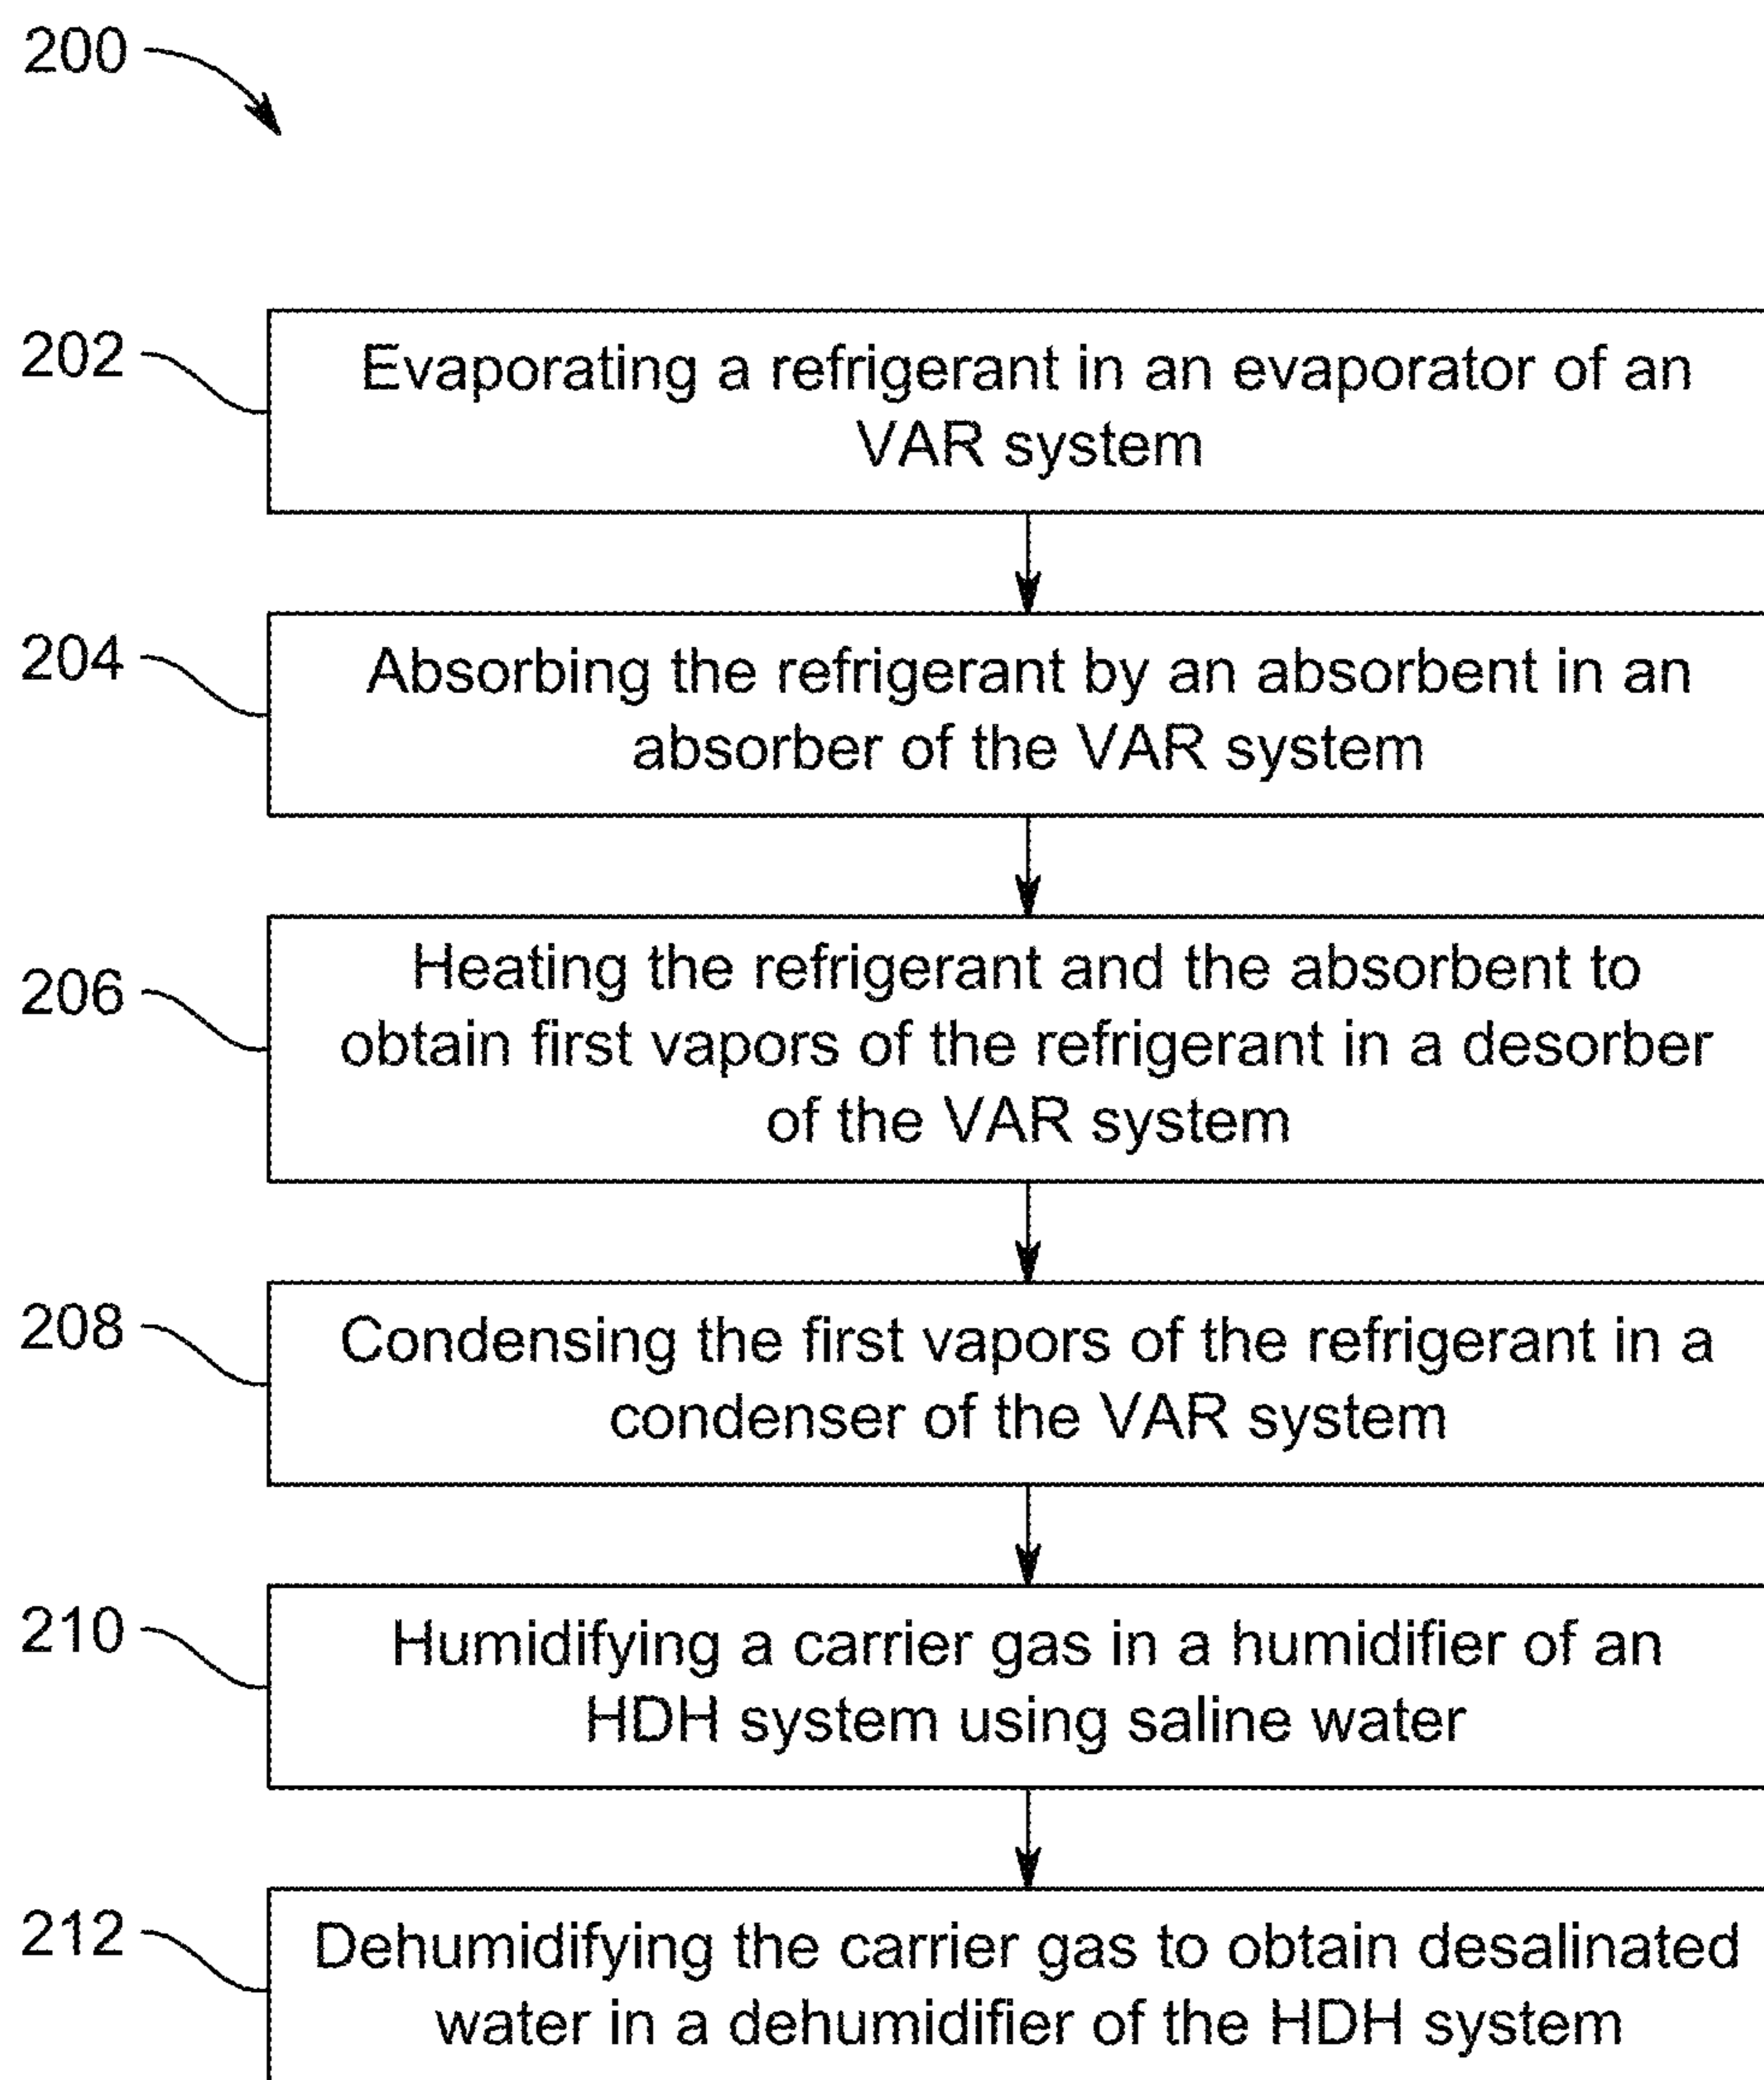 200
202
Evaporating a refrigerant in an evaporator of an
VAR system
204
Absorbing the refrigerant by an absorbent in an
absorber of the VAR system
206
Heating the refrigerant and the absorbent to
obtain first vapors of the refrigerant in a desorber
of the VAR system
208
Condensing the first vapors of the refrigerant in a
condenser of the VAR system
210
Humidifying a carrier gas in a humidifier of an
HDH system using saline water
212
Dehumidifying the carrier gas to obtain desalinated
water in a dehumidifier of the HDH system